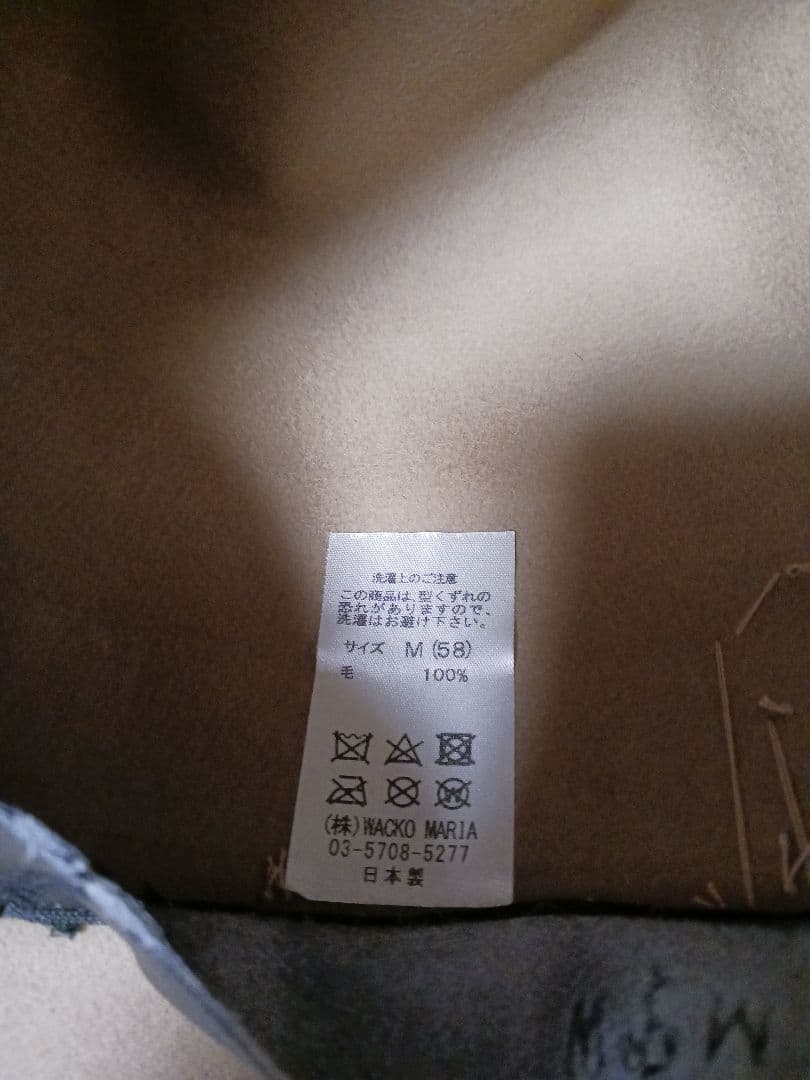 洗濯上のご注意
この商品は、型くずれの
恐れがありますので、
洗濯はお避け下さい。
サイズ M (58)
毛 100%
(株)WACKO MARIA
03-5708-5277
日本製